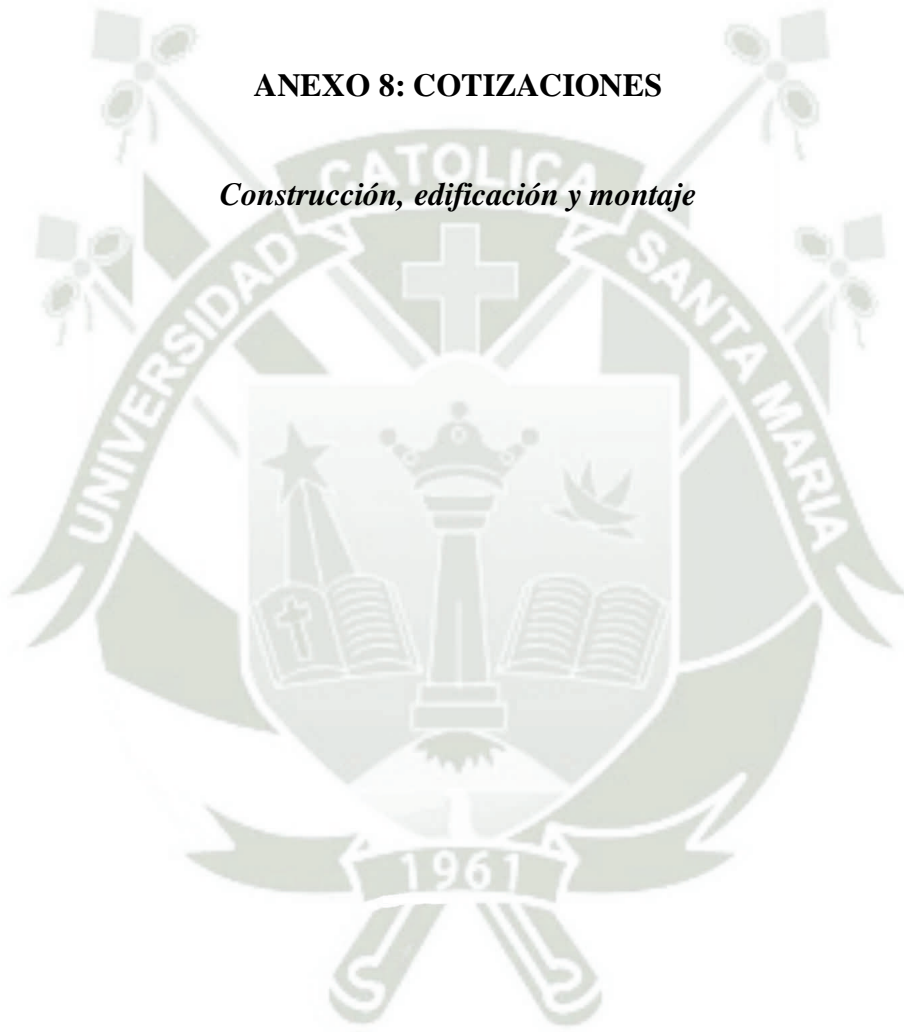 ANEXO 8: COTIZACIONES
Construcción, edificación y montaje
UNIVERSIDAD CATOLICA SANTA MARIA
1961